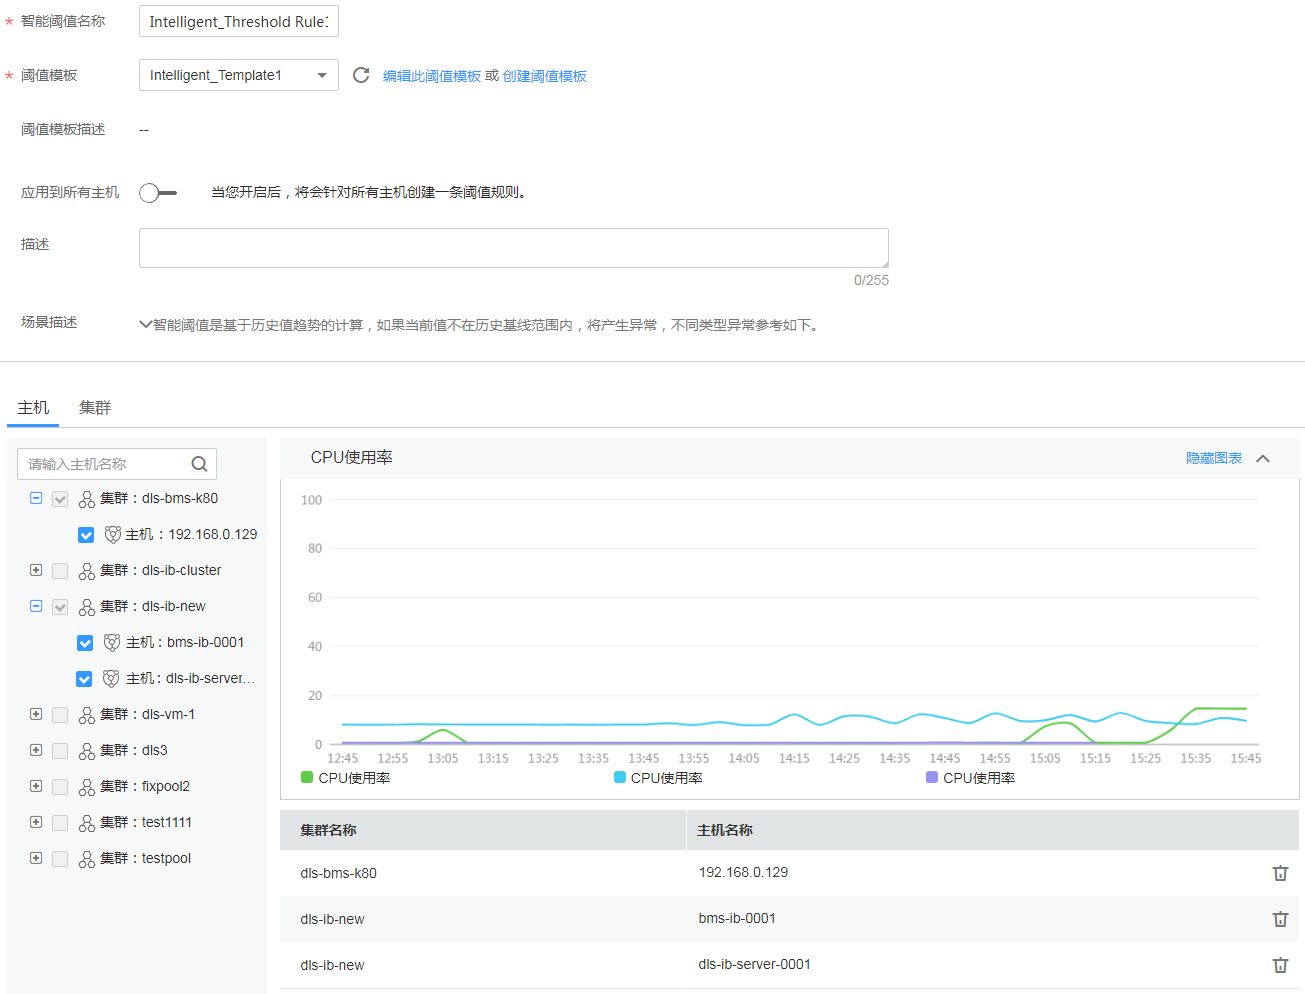 * 智能阈值名称 Intelligent_Threshold Rule1
* 阈值模板 Intelligent_Template1 编辑此阈值模板 或 创建阈值模板
阈值模板描述 --
应用到所有主机 当您开启后，将会针对所有主机创建一条阈值规则。
描述
0/255
场景描述 智能阈值是基于历史值趋势的计算，如果当前值不在历史基线范围内，将产生异常，不同类型异常参考如下。
主机 集群
请输入主机名称
集群：dls-bms-k80
主机：192.168.0.129
集群：dls-ib-cluster
集群：dls-ib-new
主机：bms-ib-0001
主机：dls-ib-server...
集群：dls-vm-1
集群：dls3
集群：fixpool2
集群：test1111
集群：testpool
CPU使用率 隐藏图表
100
80
60
40
20
0
12:45 12:55 13:05 13:15 13:25 13:35 13:45 13:55 14:05 14:15 14:25 14:35 14:45 14:55 15:05 15:15 15:25 15:35 15:45
CPU使用率 CPU使用率 CPU使用率
集群名称 主机名称
dls-bms-k80 192.168.0.129
dls-ib-new bms-ib-0001
dls-ib-new dls-ib-server-0001